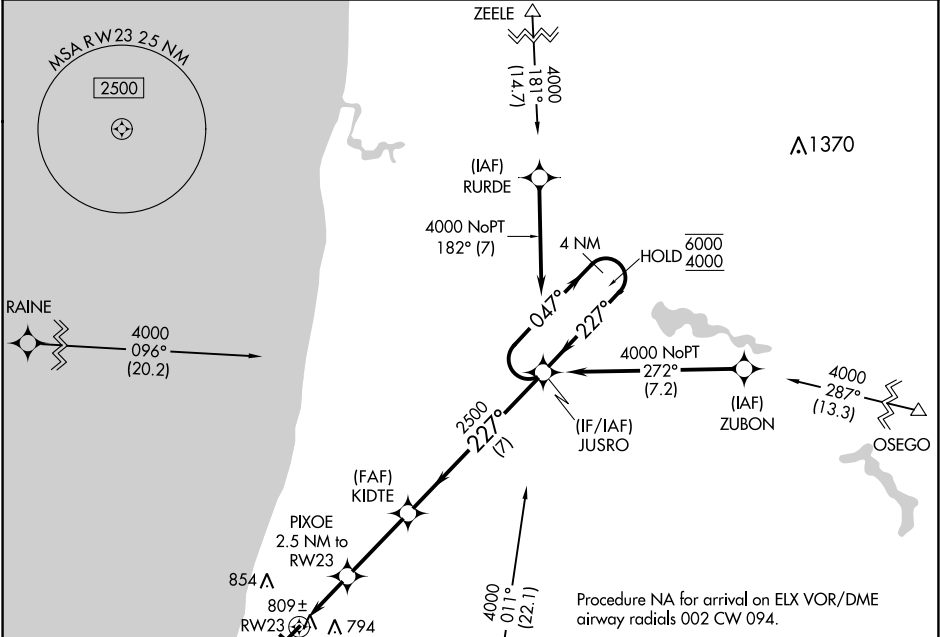 ZEELE
MSA RW23 25 NM
2500
4000
181°
(14.7)
1370
(IAF)
RURDE
4000 NoPT
182° (7)
4 NM
HOLD
6000
4000
047°
227°
RAINE
4000
096°
(20.2)
4000 NoPT
272°
(7.2)
4000
287°
(13.3)
(IAF)
ZUBON
OSEGO
(IF/IAF)
JUSRO
2500
227°
(7)
(FAF)
KIDTE
PIXOE
2.5 NM to
RW23
854
809±
RW23
794
4000
011°
(22.1)
Procedure NA for arrival on ELX VOR/DME
airway radials 002 CW 094.